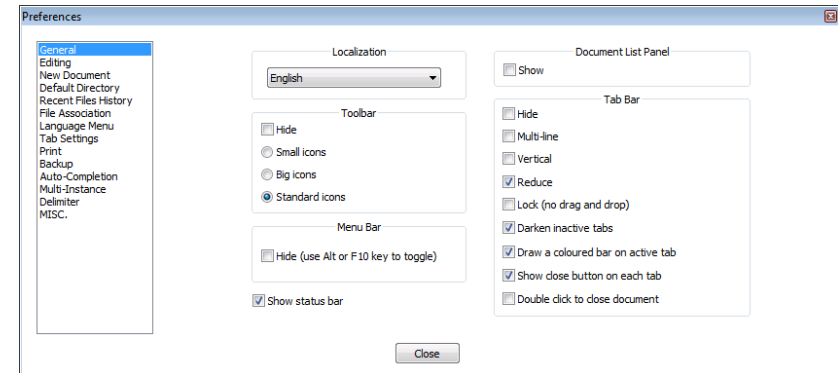 Preferences
General
Editing
New Document
Default Directory
Recent Files History
File Association
Language Menu
Tab Settings
Print
Backup
Auto-Completion
Multi-Instance
Delimiter
MISC.
Localization
English
Toolbar
Hide
Small icons
Big icons
Standard icons
Menu Bar
Hide (use Alt or F10 key to toggle)
Show status bar
Document List Panel
Show
Tab Bar
Hide
Multi-line
Vertical
Reduce
Lock (no drag and drop)
Darken inactive tabs
Draw a coloured bar on active tab
Show close button on each tab
Double click to close document
Close